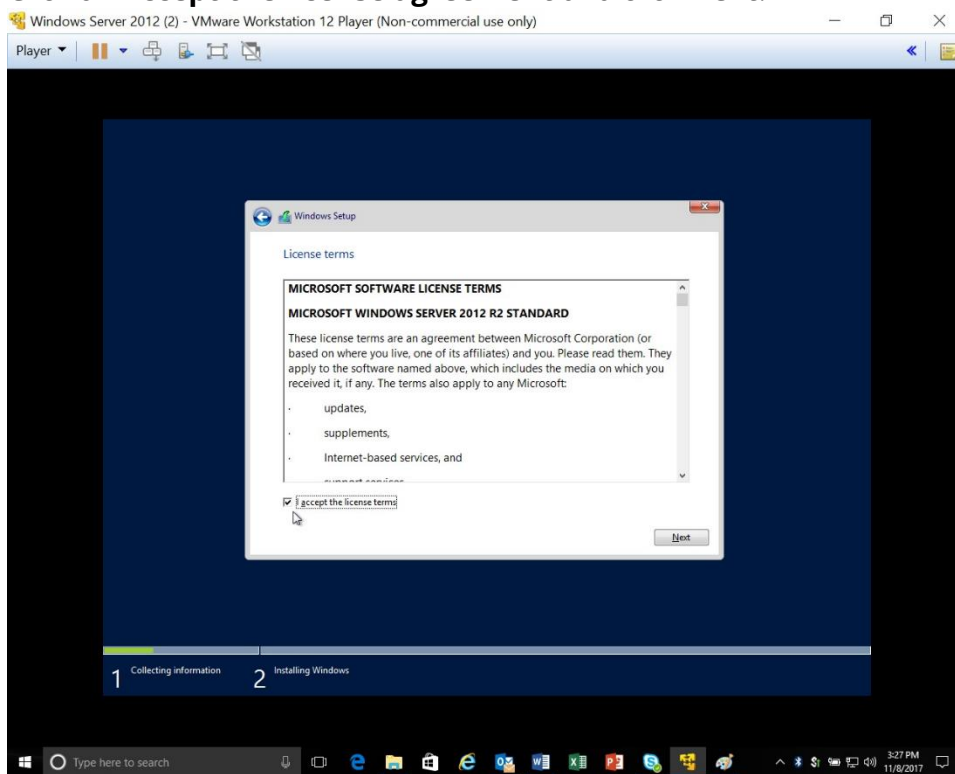 Windows Server 2012 (2) - VMware Workstation 12 Player (Non-commercial use only)
Player
Windows Setup
License terms
MICROSOFT SOFTWARE LICENSE TERMS
MICROSOFT WINDOWS SERVER 2012 R2 STANDARD
These license terms are an agreement between Microsoft Corporation (or
based on where you live, one of its affiliates) and you. Please read them. They
apply to the software named above, which includes the media on which you
received it, if any. The terms also apply to any Microsoft:
· updates,
· supplements,
· Internet-based services, and
support services
I accept the license terms
Next
1 Collecting information 2 Installing Windows
Type here to search
3:27 PM
11/8/2017